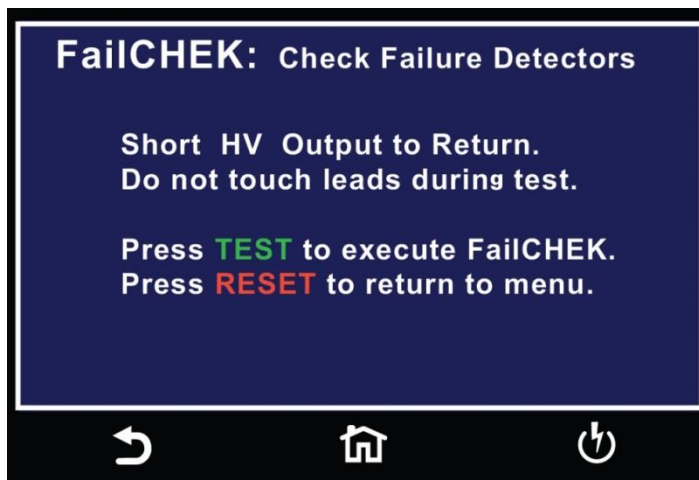 FailCHEK: Check Failure Detectors
Short HV Output to Return.
Do not touch leads during test.
Press TEST to execute FailCHEK.
Press RESET to return to menu.